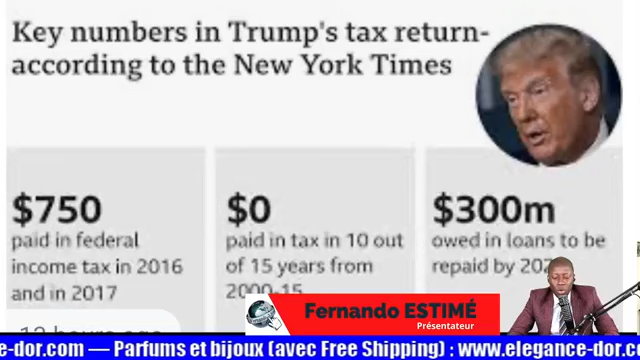 Key numbers in Trump's tax return-
according to the New York Times
$750
paid in federal
income tax in 2016
and in 2017
$0
paid in tax in 10 out
of 15 years from
2000-15
$300m
owed in loans to be
repaid by
Fernando ESTIMÉ
Présentateur
e-dor.com — Parfums et bijoux (avec Free Shipping) : www.elegance-dor.c